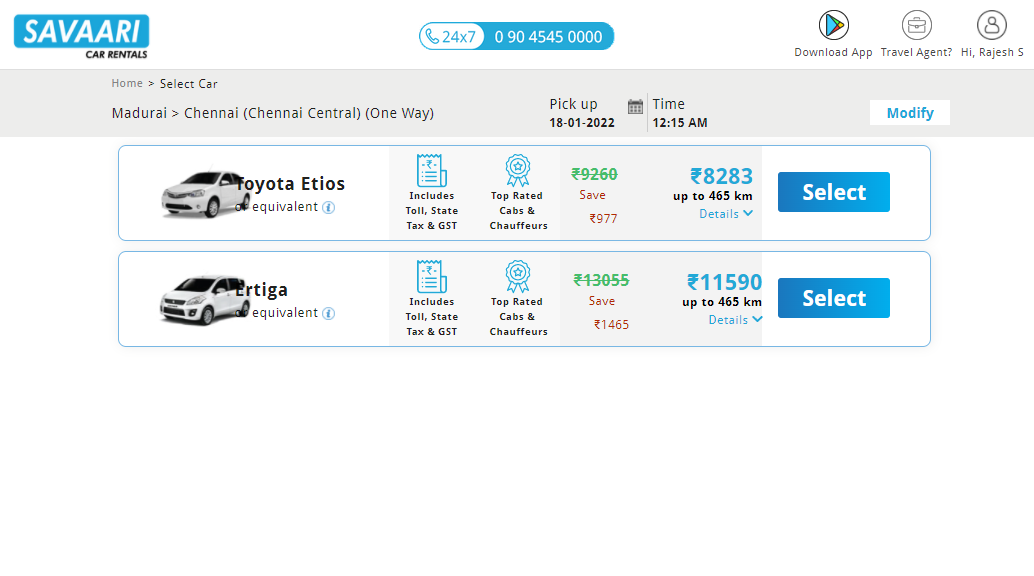 SAVAARI
CAR RENTALS
24x7 0 90 4545 0000
Download App
Travel Agent?
Hi, Rajesh S
Home > Select Car
Madurai > Chennai (Chennai Central) (One Way)
Pick up
18-01-2022
Time
12:15 AM
Modify
Toyota Etios
or equivalent i
Includes
Toll, State
Tax & GST
Top Rated
Cabs &
Chauffeurs
₹9260
Save
₹977
₹8283
up to 465 km
Details
Select
Ertiga
or equivalent i
Includes
Toll, State
Tax & GST
Top Rated
Cabs &
Chauffeurs
₹13055
Save
₹1465
₹11590
up to 465 km
Details
Select